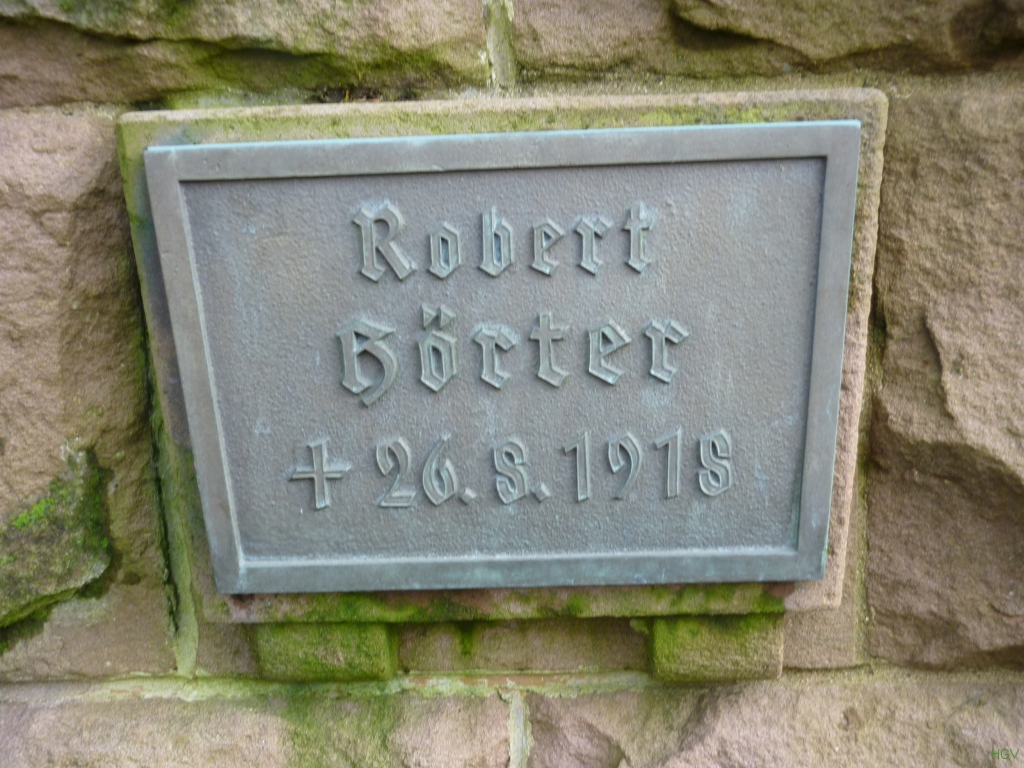 Robert
Hörter
+ 26.8.1918
HGV